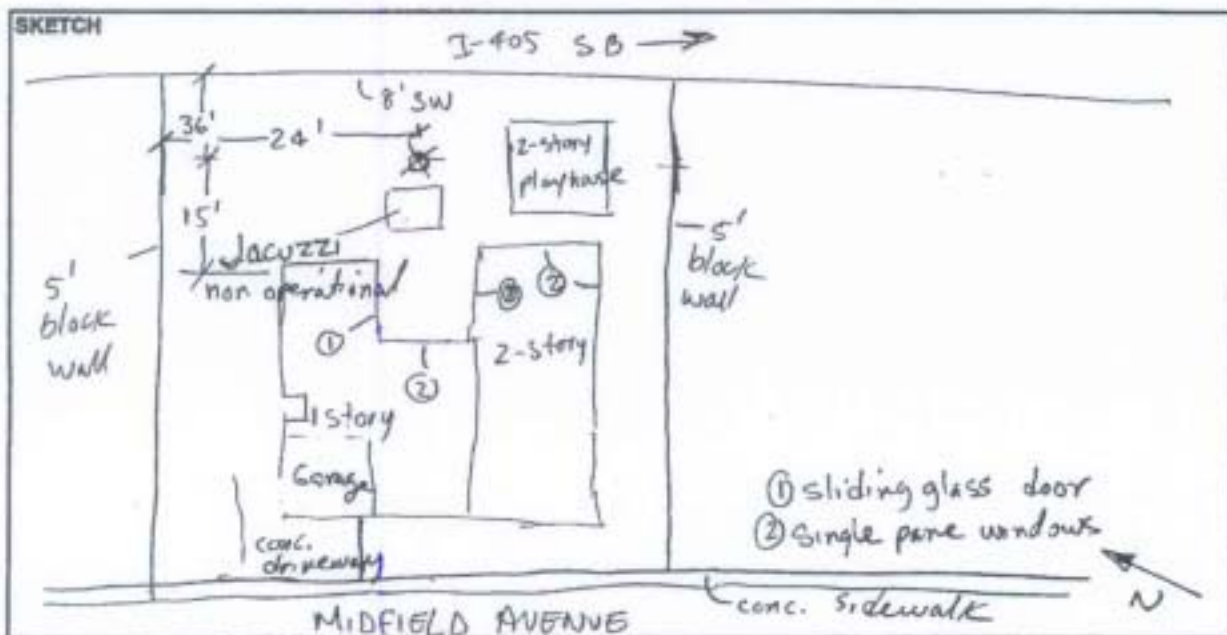 SKETCH
I-405 SB
8' SW
36'
24'
2-story
playhouse
15'
Jacuzzi
non operational
5'
block
wall
5'
block
wall
①
②
②
②
2-story
1 story
Garage
conc.
driveway
① sliding glass door
② single pane windows
N
conc. sidewalk
MIDFIELD AVENUE